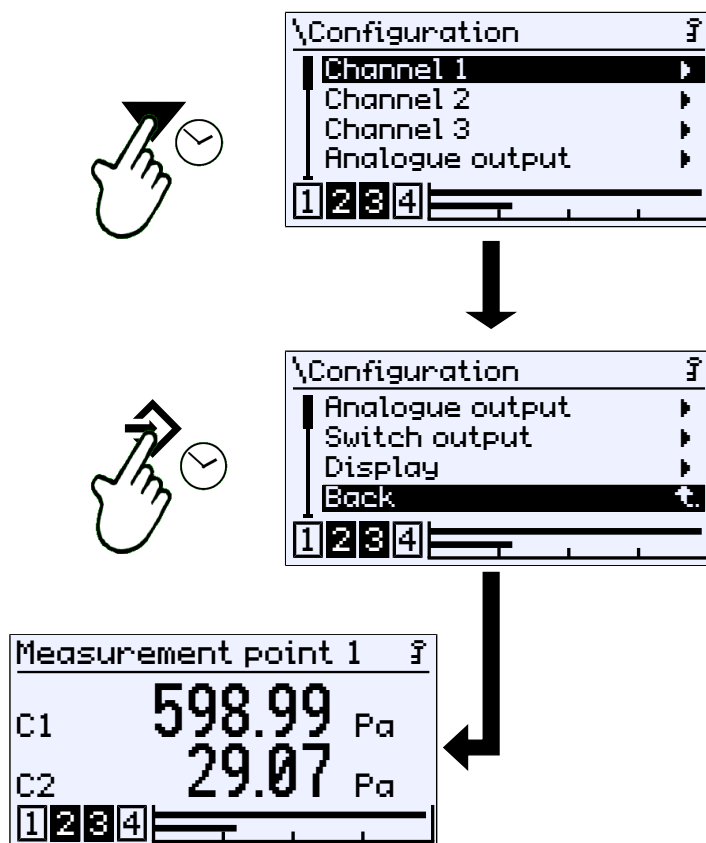 \Configuration
Channel 1
Channel 2
Channel 3
Analogue output
1 2 3 4
\Configuration
Analogue output
Switch output
Display
Back
1 2 3 4
Measurement point 1
C1 598.99 Pa
C2 29.07 Pa
1 2 3 4